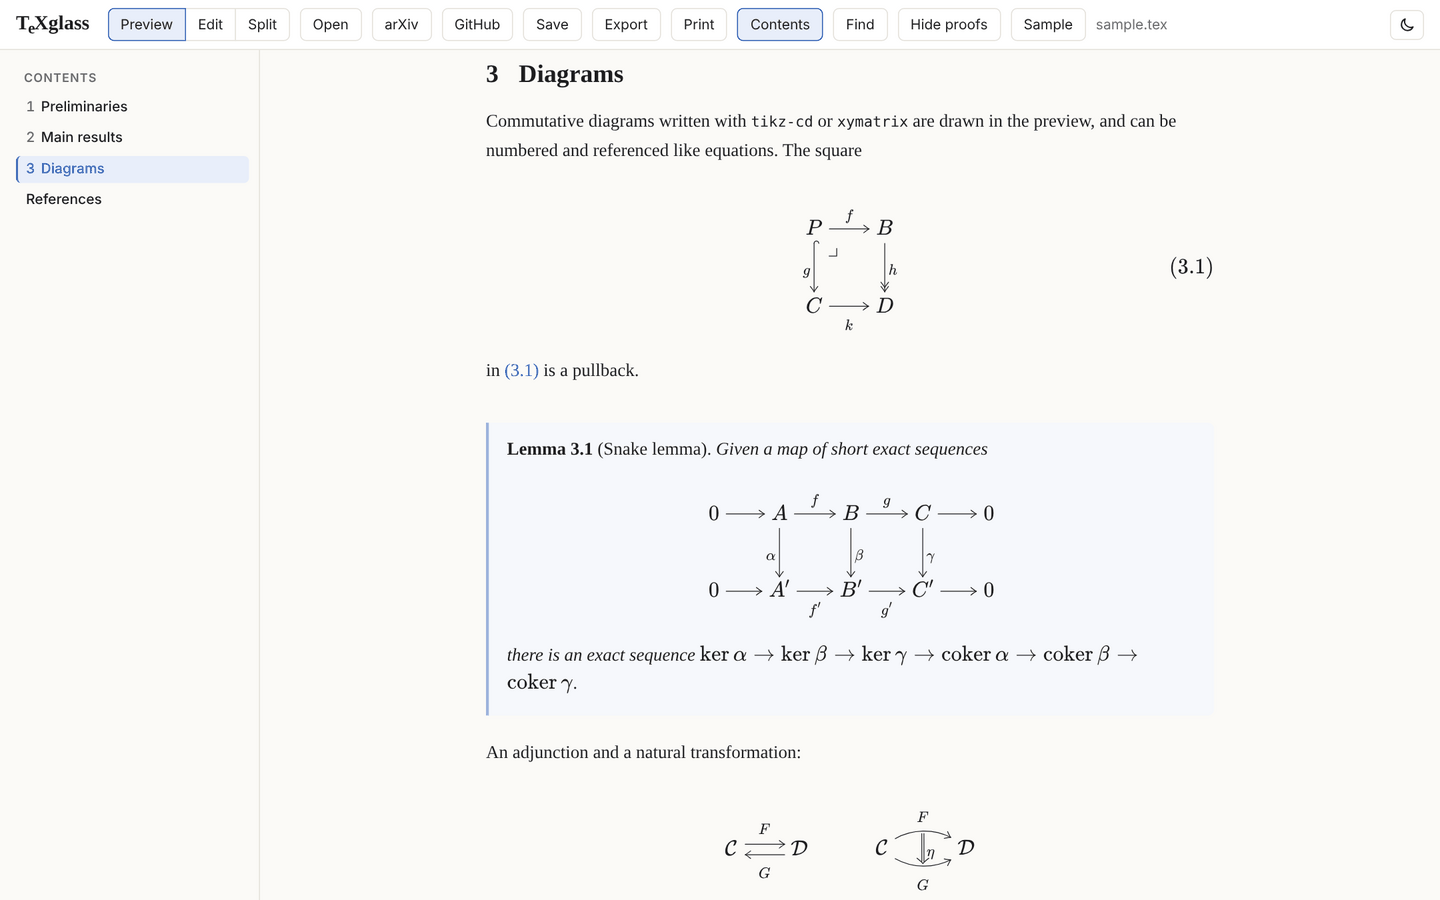 TeXglass Preview Edit Split Open arXiv GitHub Save Export Print Contents Find Hide proofs Sample sample.tex
CONTENTS
1 Preliminaries
2 Main results
3 Diagrams
References
3 Diagrams
Commutative diagrams written with tikz-cd or xymatrix are drawn in the preview, and can be
numbered and referenced like equations. The square
f
P B
g h
(3.1)
C D
k
in (3.1) is a pullback.
Lemma 3.1 (Snake lemma). Given a map of short exact sequences
f g
0 A B C 0
α β γ
0 A′ B′ C′ 0
f′ g′
there is an exact sequence ker α → ker β → ker γ → coker α → coker β →
coker γ.
An adjunction and a natural transformation:
F F
𝒞 𝒟 𝒞 η 𝒟
G G